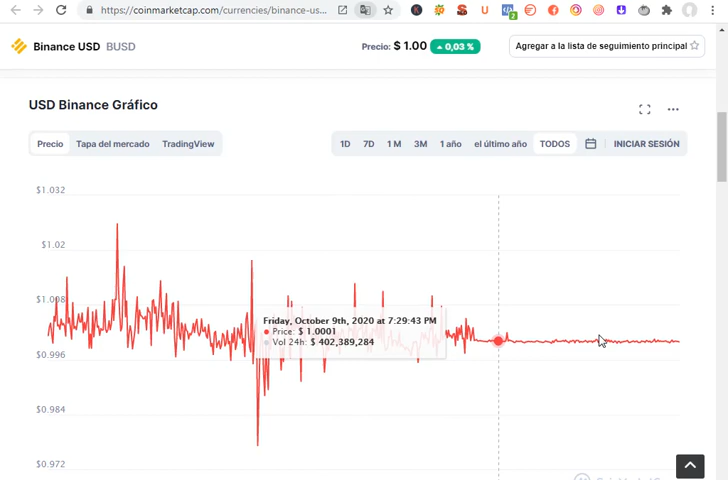 https://coinmarketcap.com/currencies/binance-us...
2
Binance USD BUSD
Precio: $ 1.00 0,03 %
Agregar a la lista de seguimiento principal
USD Binance Gráfico
Precio Tapa del mercado TradingView
1D 7D 1 M 3M 1 año el último año TODOS INICIAR SESIÓN
$1.032
$1.02
$1.008
$0.996
$0.984
$0.972
Friday, October 9th, 2020 at 7:29:43 PM
Price: $ 1.0001
Vol 24h: $ 402,389,284